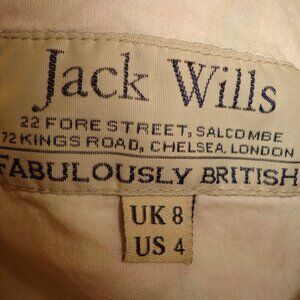 Jack Wills
22 FORE STREET, SALCOMBE
72 KINGS ROAD, CHELSEA, LONDON
FABULOUSLY BRITISH
UK 8
US 4